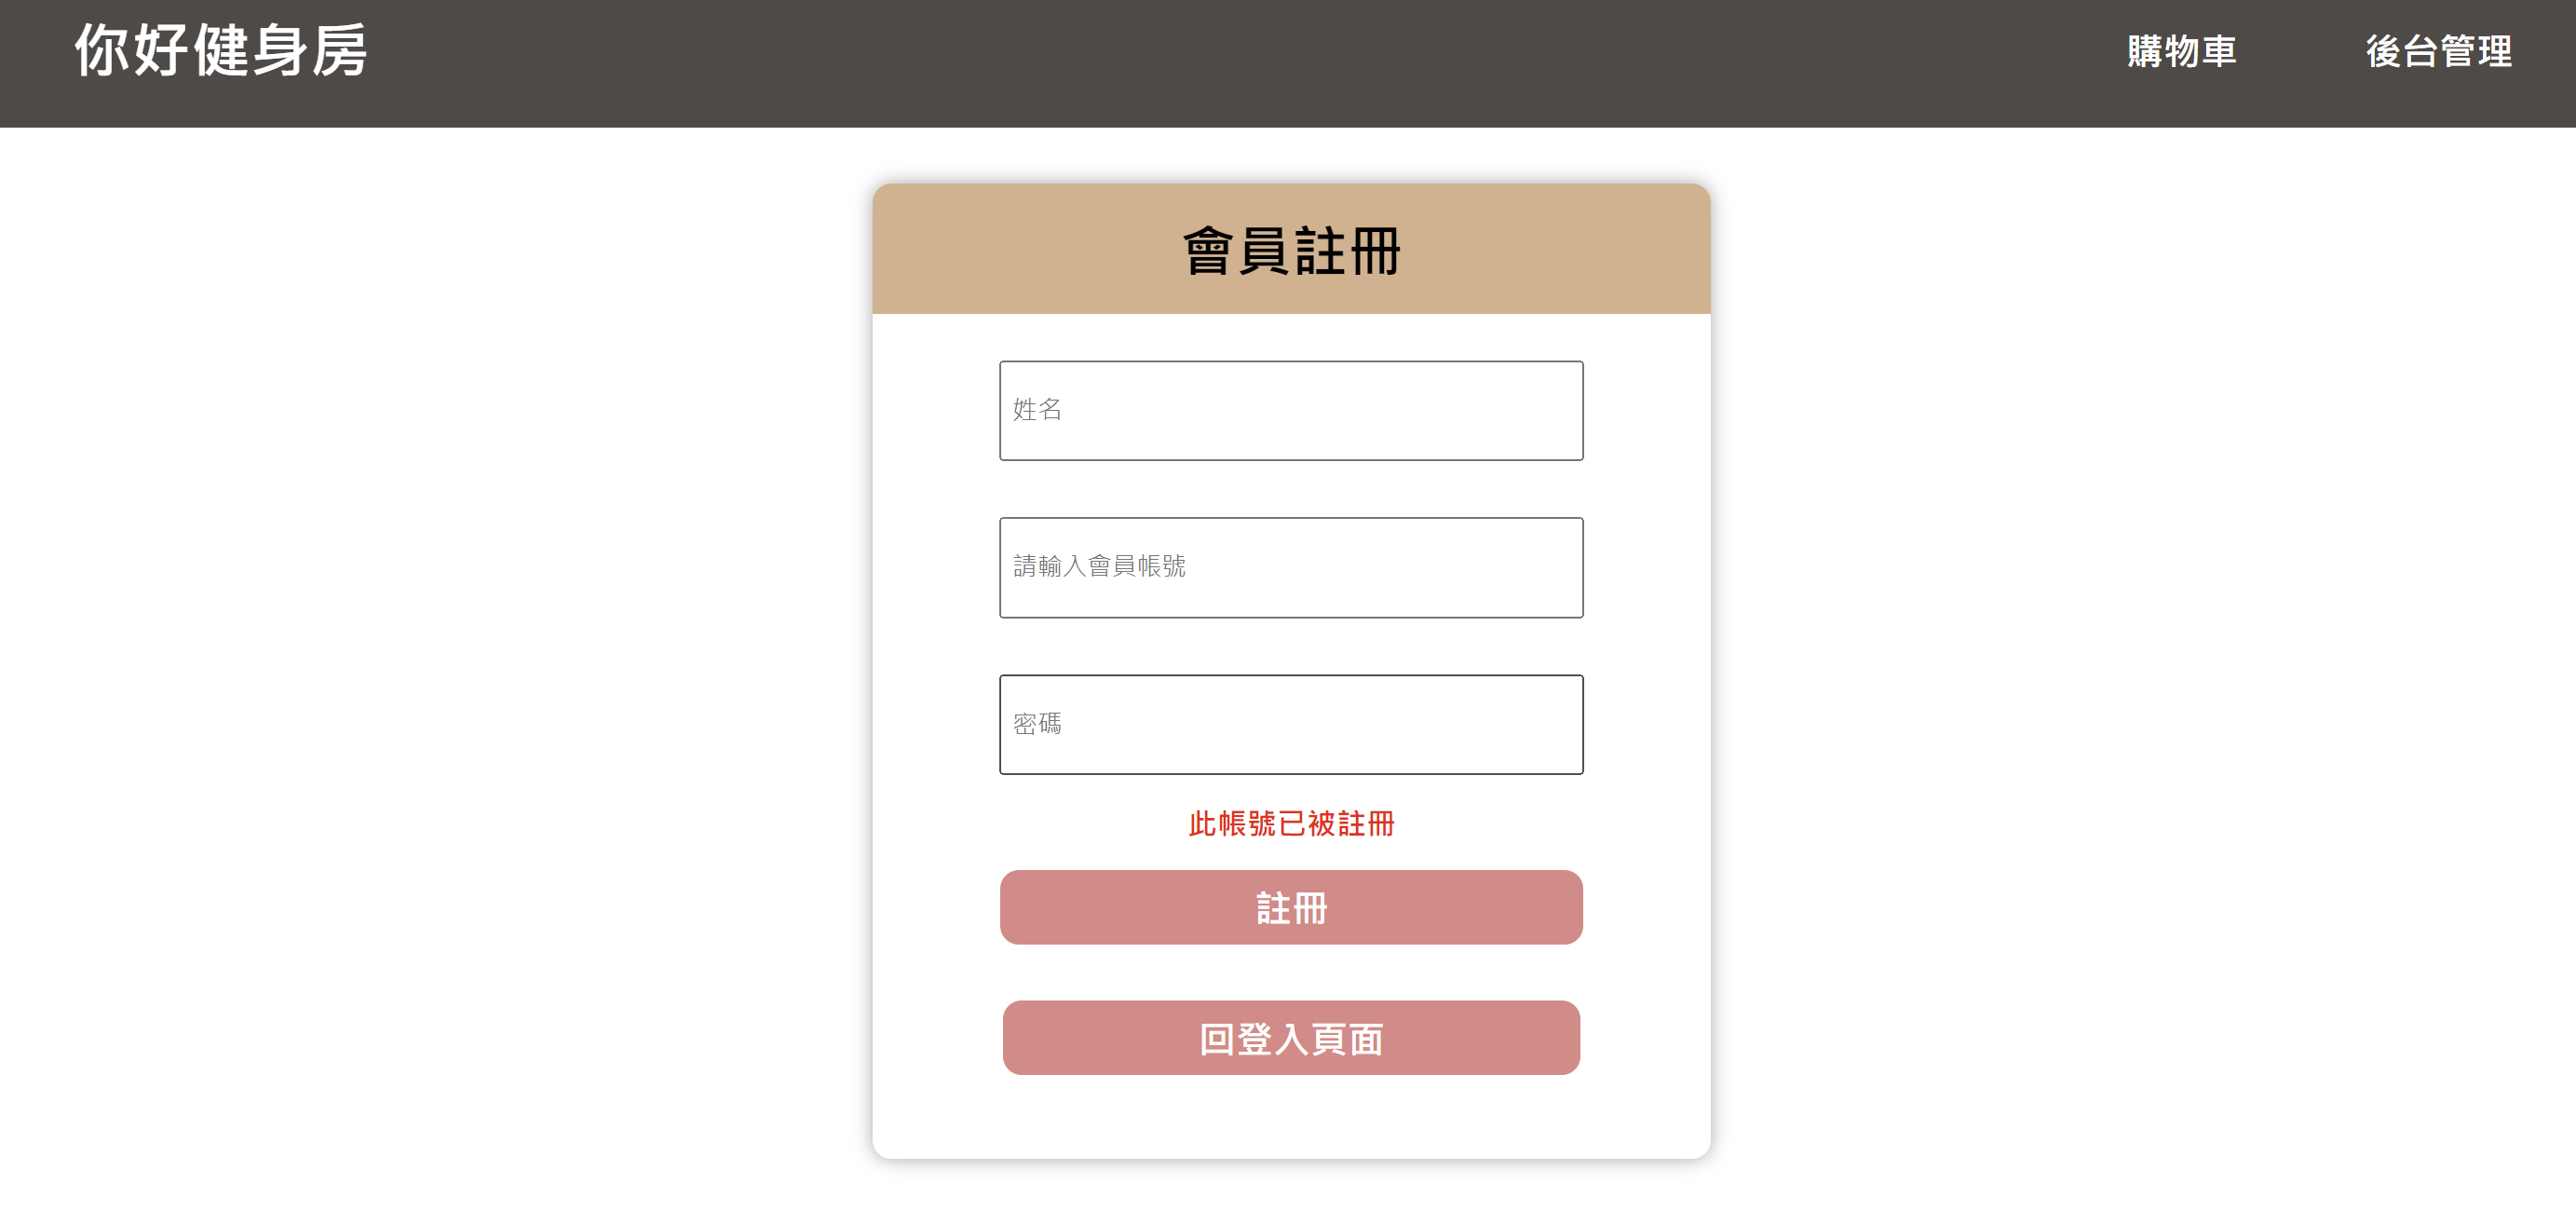 你好健身房
購物車
後台管理
會員註冊
姓名
請輸入會員帳號
密碼
此帳號已被註冊
註冊
回登入頁面